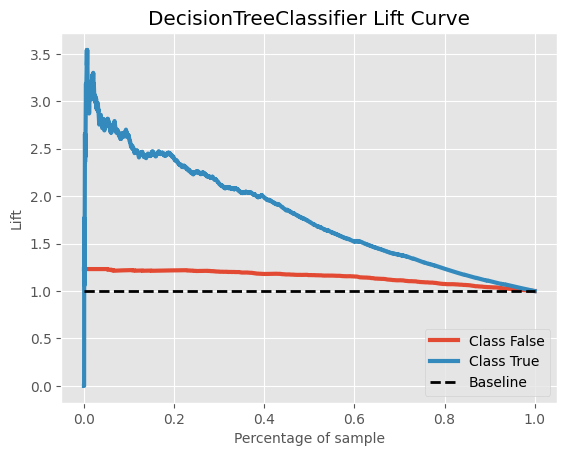 DecisionTreeClassifier Lift Curve
3.5
3.0
2.5
2.0
1.5
1.0
0.5
0.0
Lift
0.0 0.2 0.4 0.6 0.8 1.0
Percentage of sample
Class False
Class True
Baseline